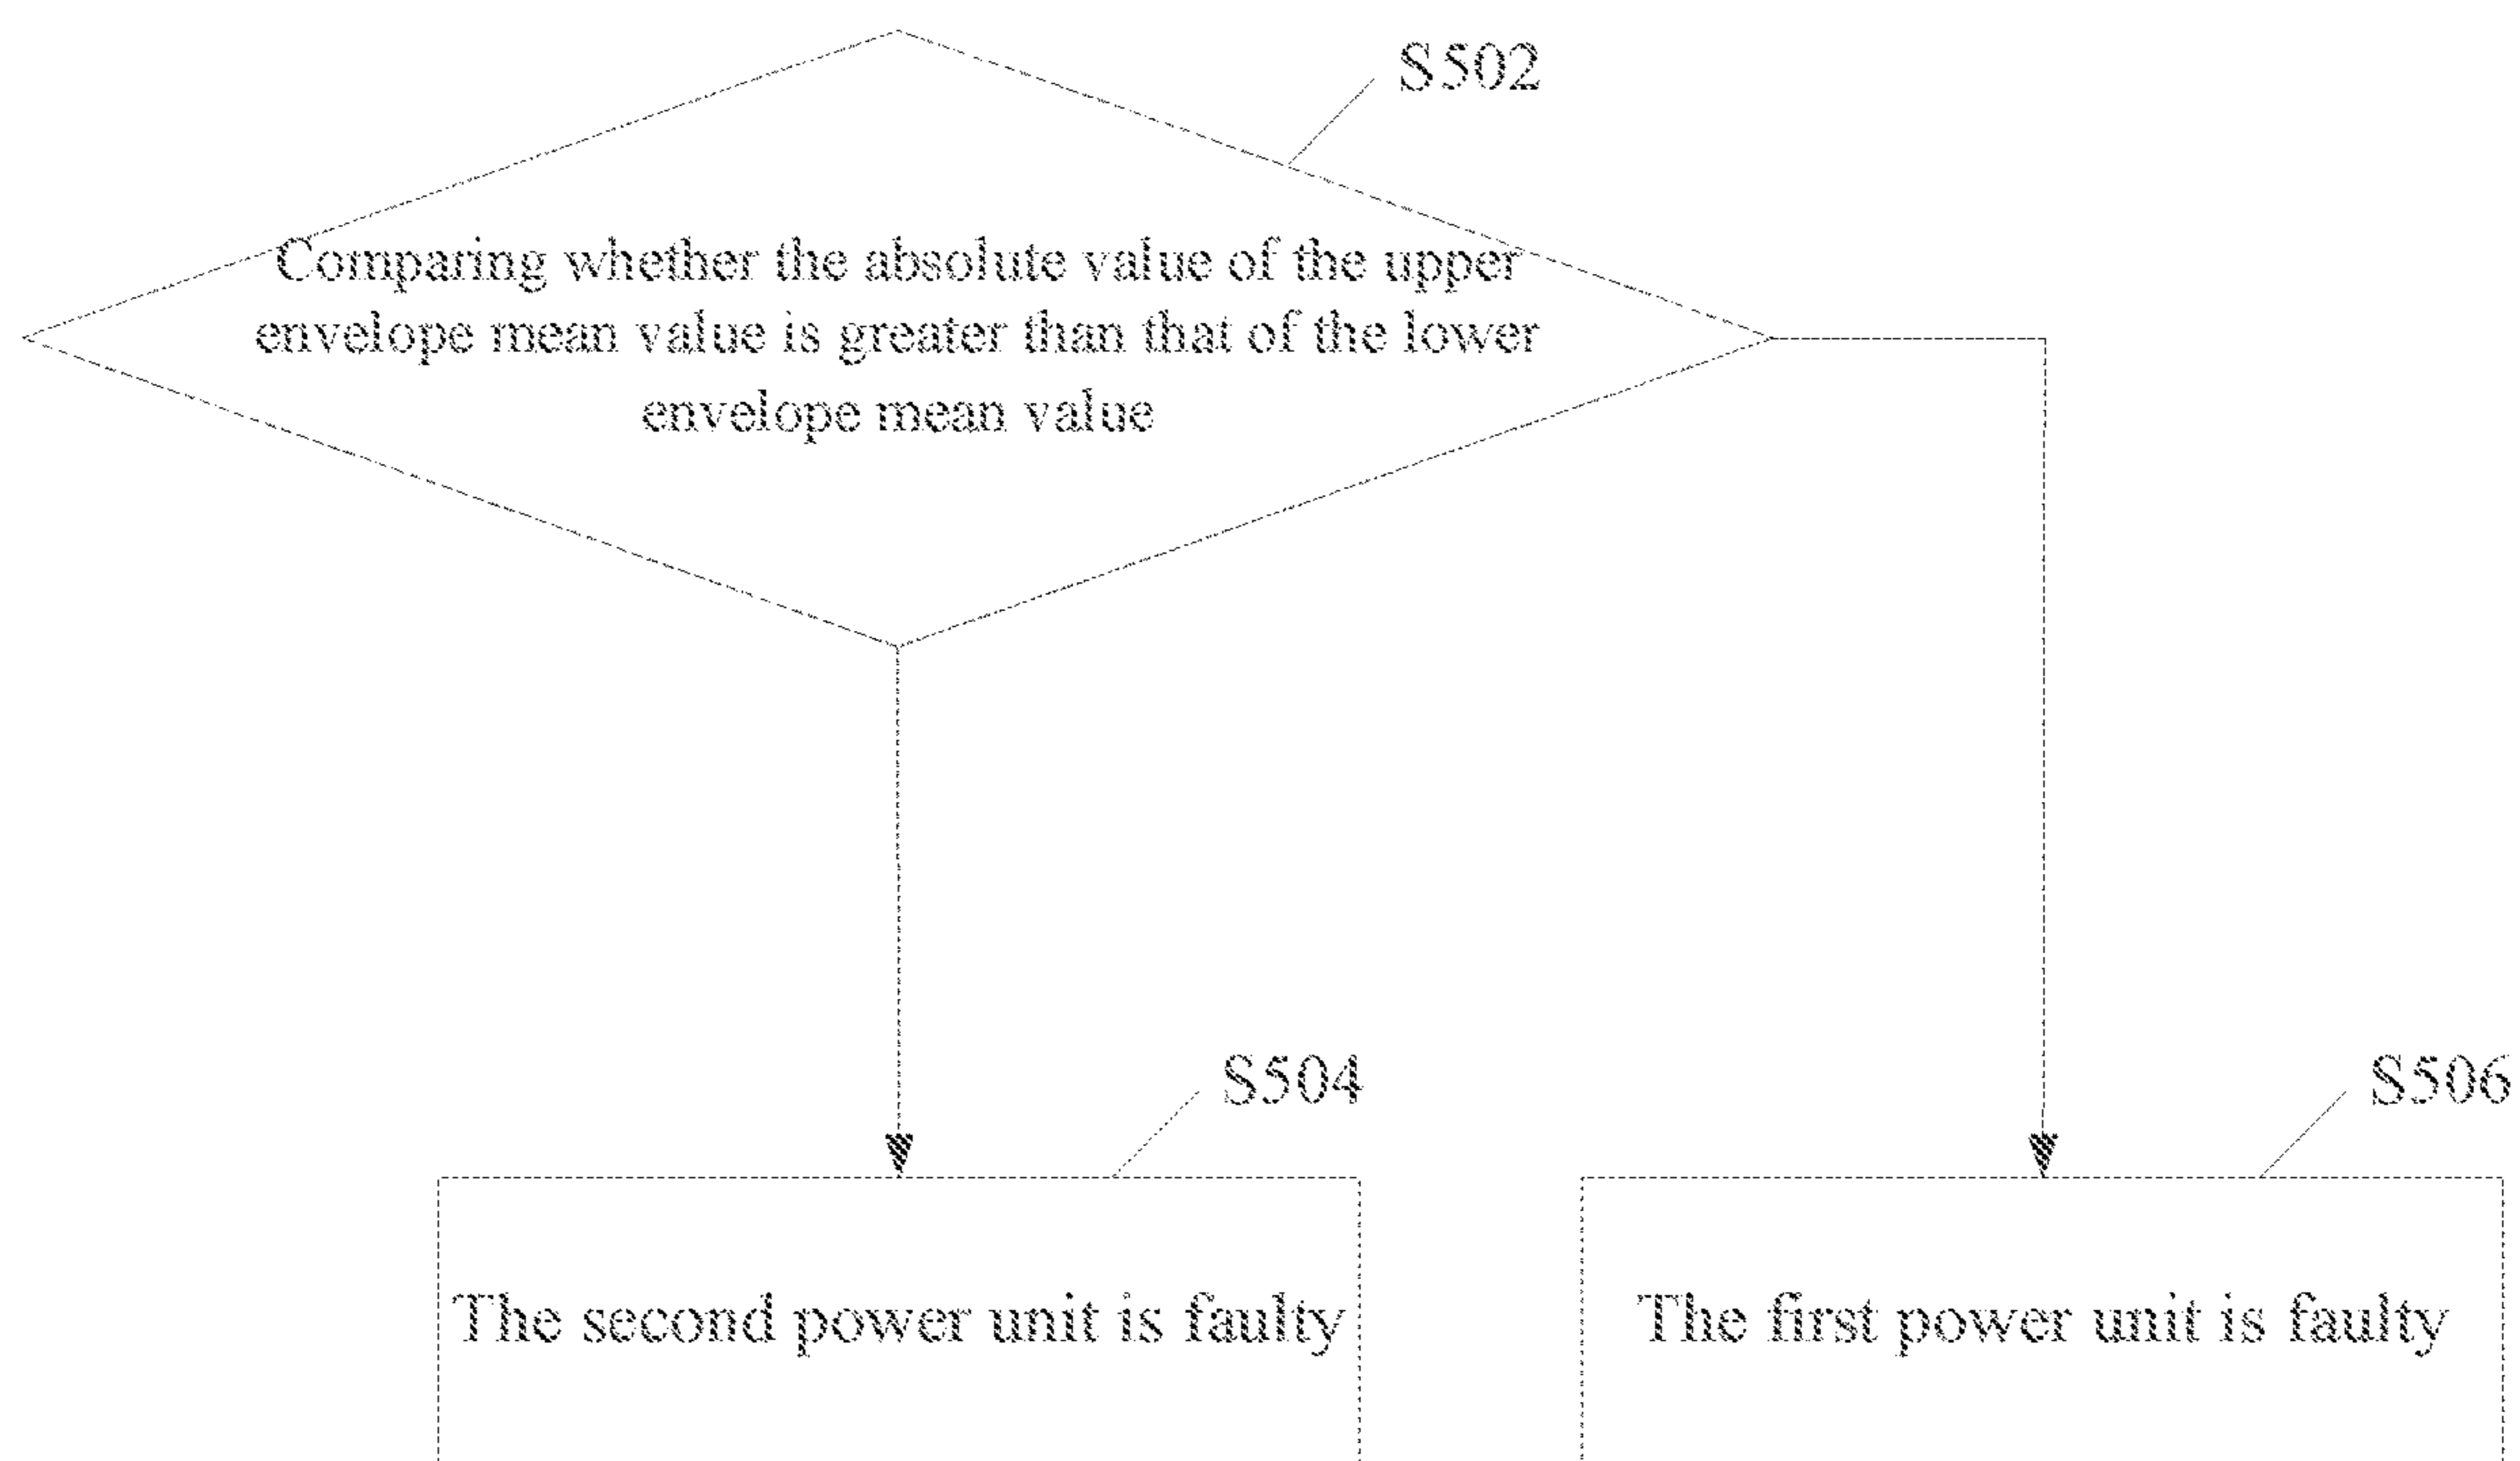 S502
Comparing whether the absolute value of the upper
envelope mean value is greater than that of the lower
envelope mean value
S504
S506
The second power unit is faulty
The first power unit is faulty